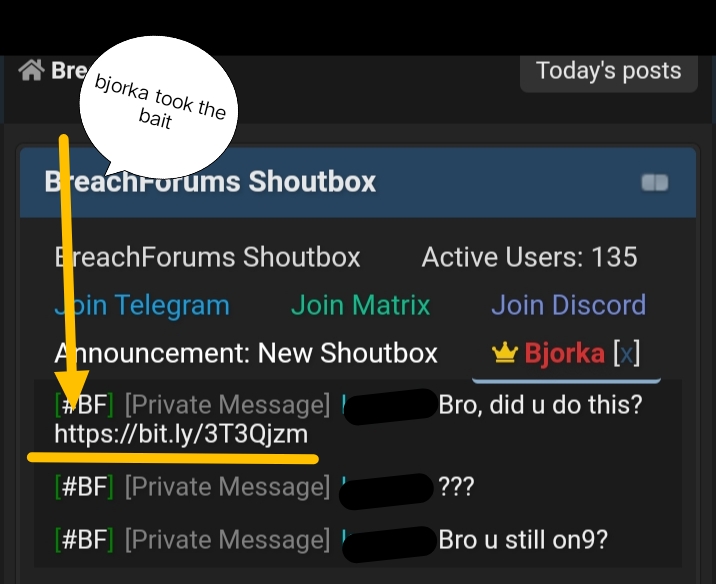 Bre
Today's posts
bjorka took the
bait
BreachForums Shoutbox
BreachForums Shoutbox Active Users: 135
Join Telegram Join Matrix Join Discord
Announcement: New Shoutbox Bjorka [x]
[#BF] [Private Message] Bro, did u do this?
https://bit.ly/3T3Qjzm
[#BF] [Private Message] ???
[#BF] [Private Message] Bro u still on9?